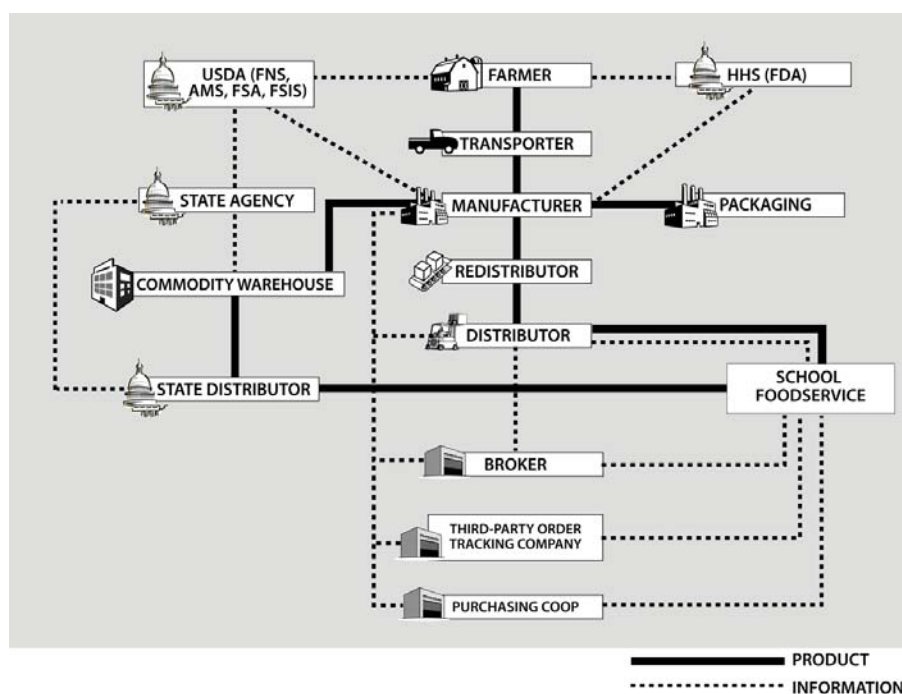 USDA (FNS,
AMS, FSA, FSIS)
FARMER
HHS (FDA)
TRANSPORTER
STATE AGENCY
MANUFACTURER
PACKAGING
COMMODITY WAREHOUSE
REDISTRIBUTOR
DISTRIBUTOR
STATE DISTRIBUTOR
SCHOOL
FOODSERVICE
BROKER
THIRD-PARTY ORDER
TRACKING COMPANY
PURCHASING COOP
PRODUCT
INFORMATION